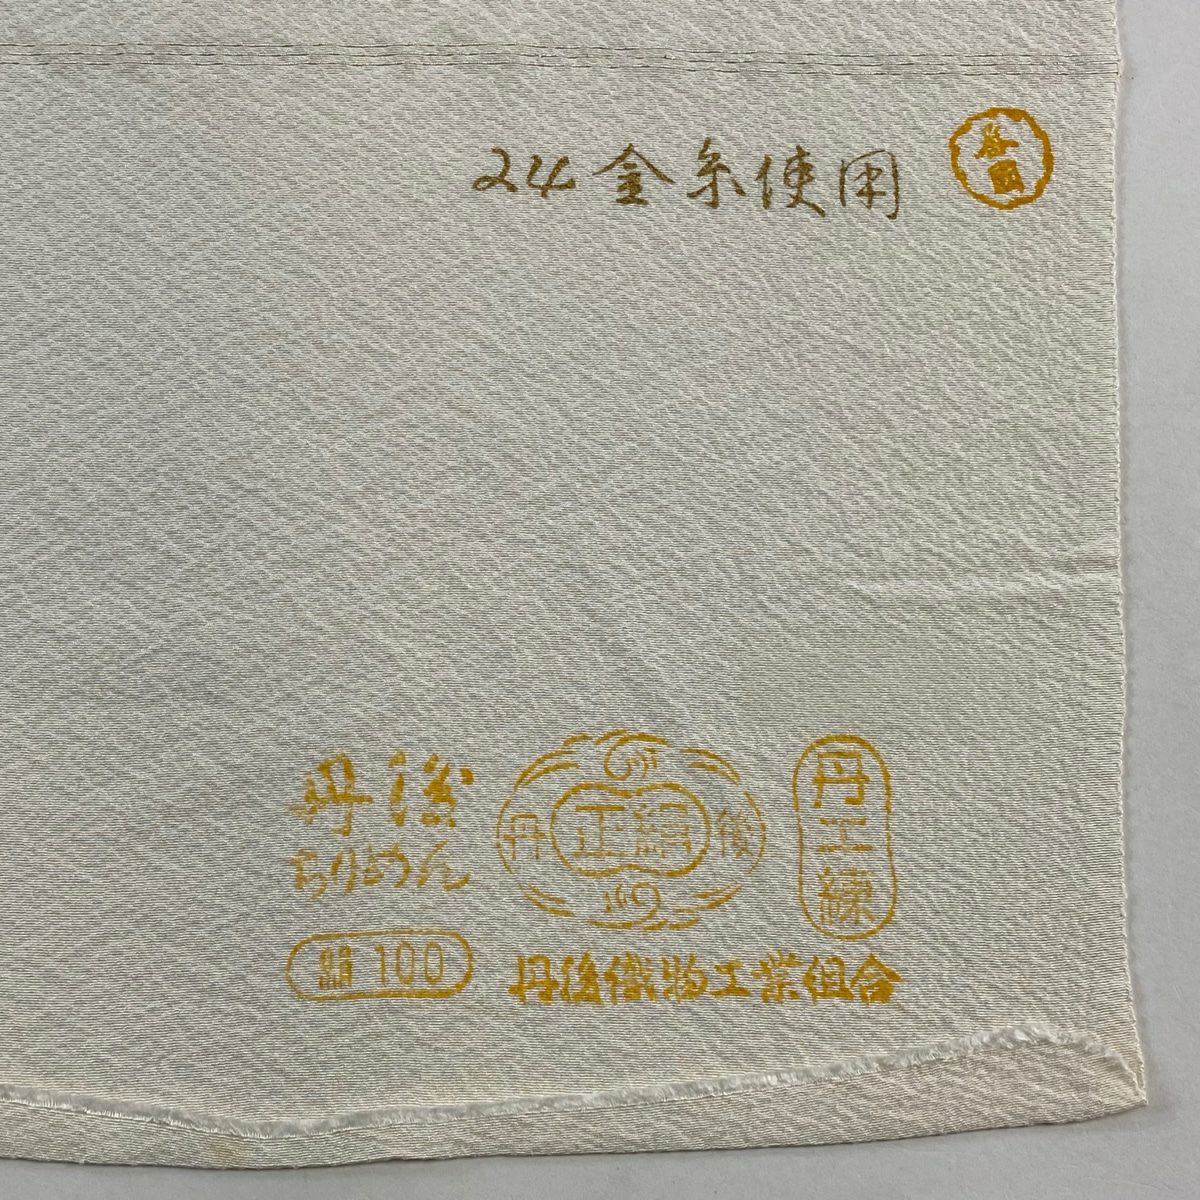 24金糸使用
丹後
ちりめん
絹100
丹 正絹 後
丹工練
丹後織物工業組合